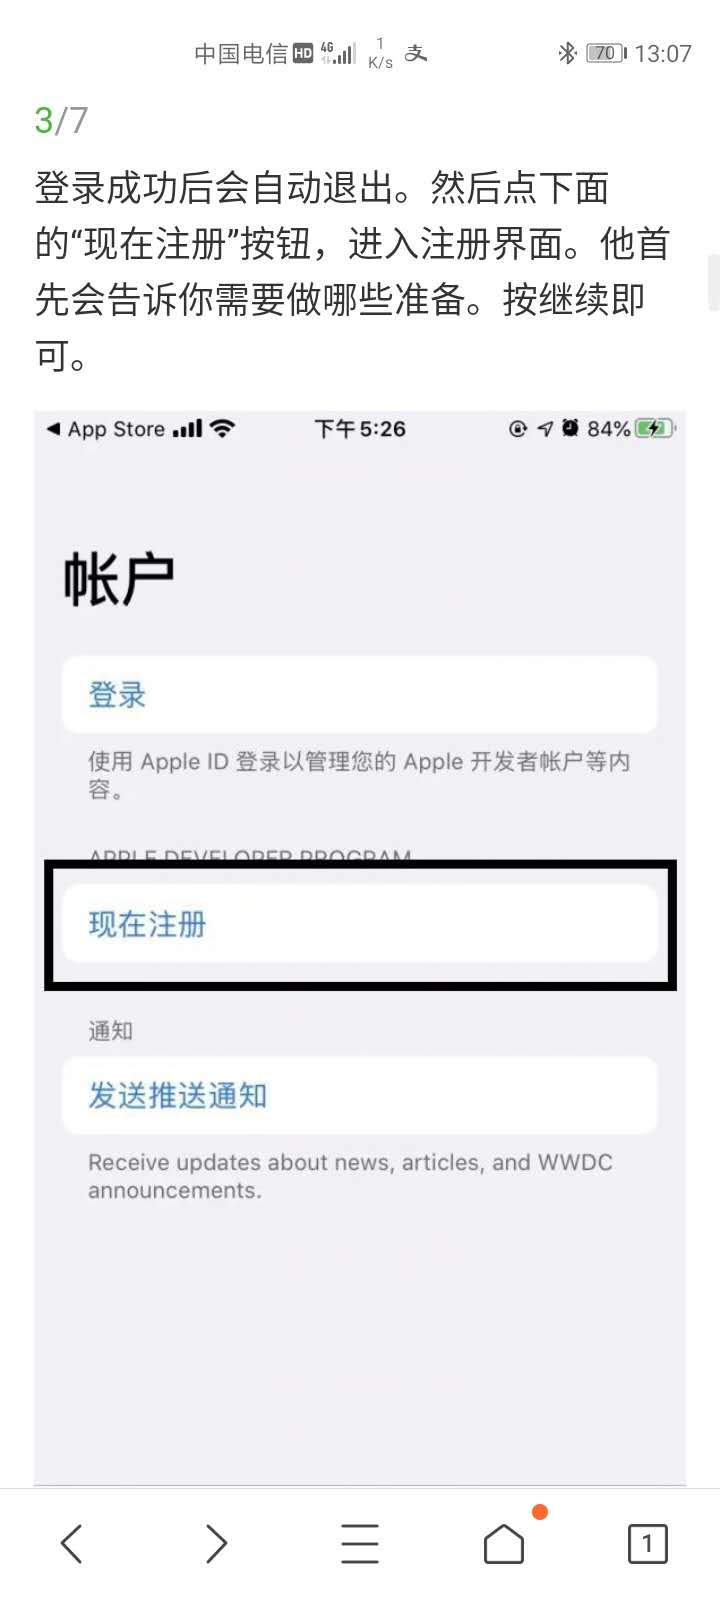 中国电信 HD 4G 1 K/s 支 70 13:07
3/7
登录成功后会自动退出。然后点下面
的“现在注册”按钮，进入注册界面。他首
先会告诉你需要做哪些准备。按继续即
可。
App Store 下午5:26 84%
帐户
登录
使用 Apple ID 登录以管理您的 Apple 开发者帐户等内
容。
APPLE DEVELOPER PROGRAM
现在注册
通知
发送推送通知
Receive updates about news, articles, and WWDC
announcements.
1